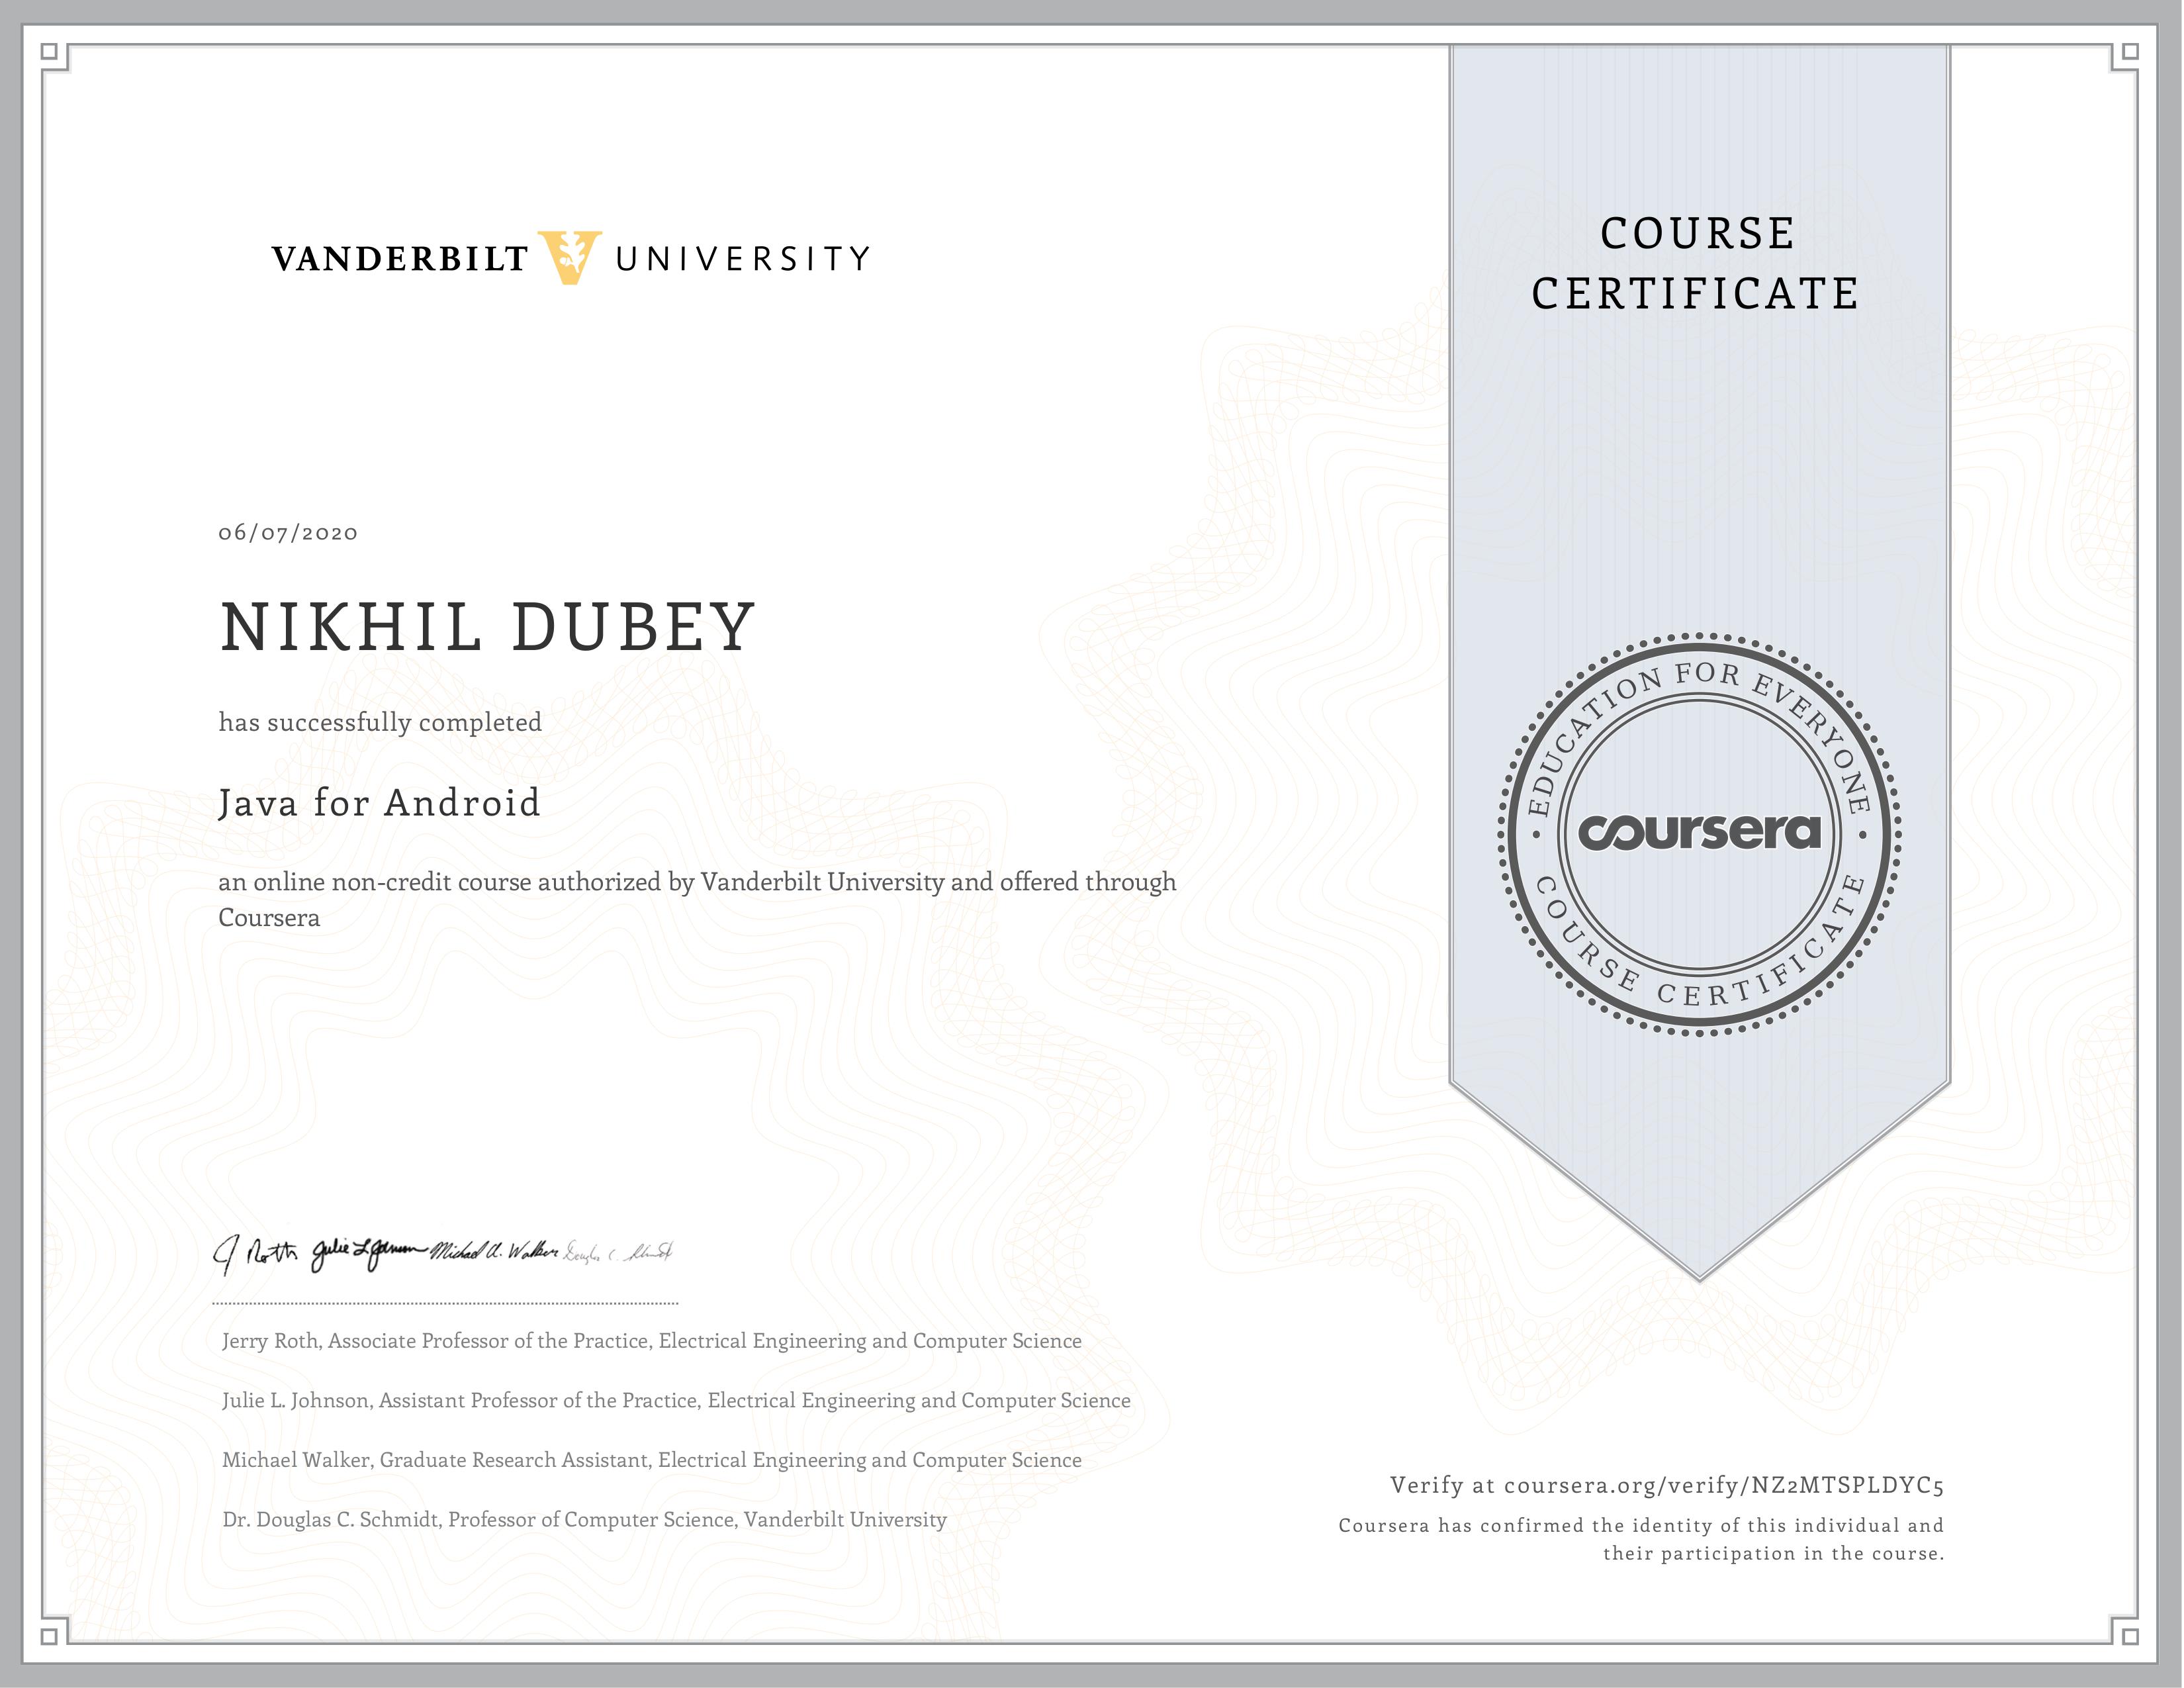 VANDERBILT V UNIVERSITY
COURSE
CERTIFICATE
06/07/2020
NIKHIL DUBEY
has successfully completed
Java for Android
an online non-credit course authorized by Vanderbilt University and offered through
Coursera
EDUCATION FOR EVERYONE
coursera
COURSE CERTIFICATE
J Roth Julie L Johnson Michael A. Walker Douglas C. Schmidt
Jerry Roth, Associate Professor of the Practice, Electrical Engineering and Computer Science
Julie L. Johnson, Assistant Professor of the Practice, Electrical Engineering and Computer Science
Michael Walker, Graduate Research Assistant, Electrical Engineering and Computer Science
Dr. Douglas C. Schmidt, Professor of Computer Science, Vanderbilt University
Verify at coursera.org/verify/NZ2MTSPLDYC5
Coursera has confirmed the identity of this individual and
their participation in the course.